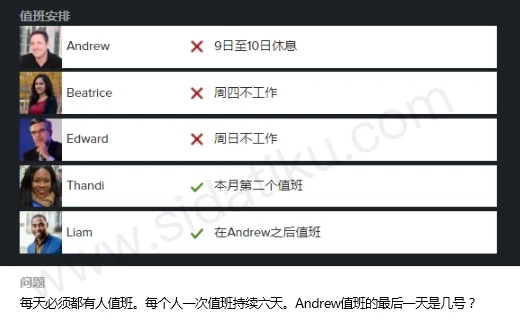 值班安排
Andrew 9日至10日休息
Beatrice 周四不工作
Edward 周日不工作
Thandi 本月第二个值班
Liam 在Andrew之后值班
www.sidatiku.com
问题
每天必须都有人值班。每个人一次值班持续六天。Andrew值班的最后一天是几号？